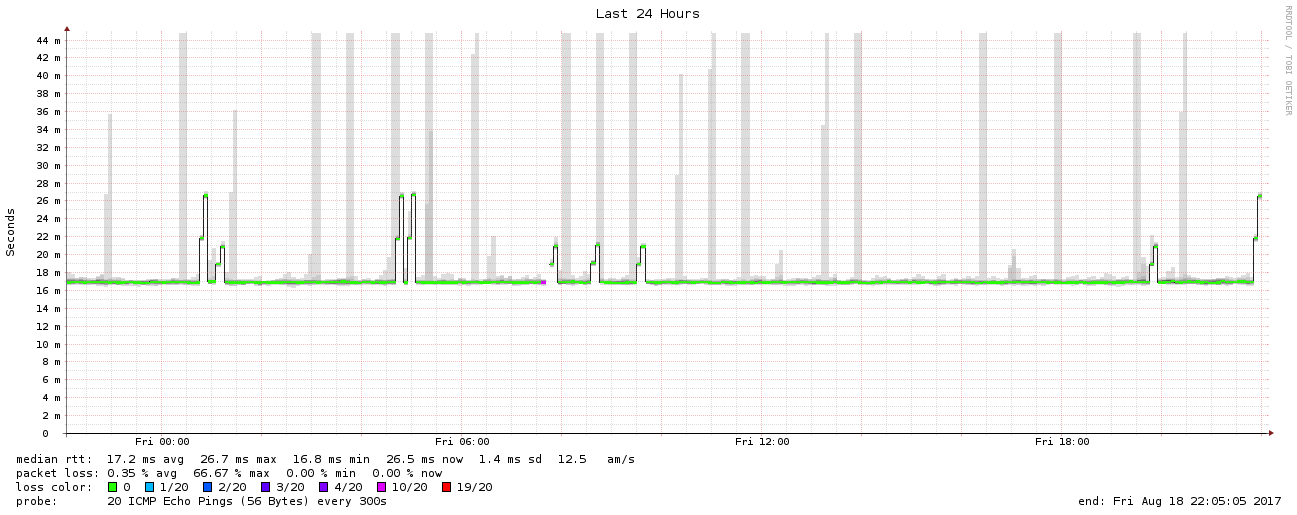 Last 24 Hours
RRDTOOL / TOBI OETIKER
Seconds
44 m
42 m
40 m
38 m
36 m
34 m
32 m
30 m
28 m
26 m
24 m
22 m
20 m
18 m
16 m
14 m
12 m
10 m
8 m
6 m
4 m
2 m
0
Fri 00:00 Fri 06:00 Fri 12:00 Fri 18:00
median rtt: 17.2 ms avg 26.7 ms max 16.8 ms min 26.5 ms now 1.4 ms sd 12.5 am/s
packet loss: 0.35 % avg 66.67 % max 0.00 % min 0.00 % now
loss color: 0 1/20 2/20 3/20 4/20 10/20 19/20
probe: 20 ICMP Echo Pings (56 Bytes) every 300s end: Fri Aug 18 22:05:05 2017